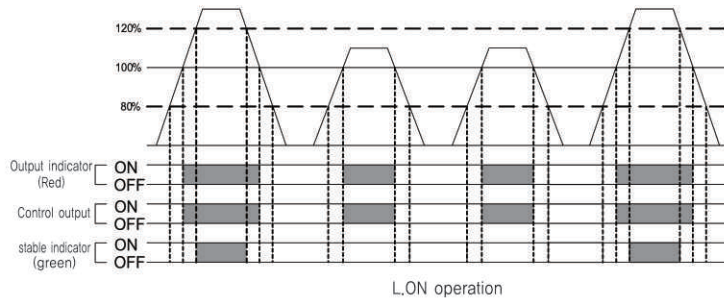 120%
100%
80%
Output indicator
(Red)
ON
OFF
Control output
ON
OFF
stable indicator
(green)
ON
OFF
L.ON operation